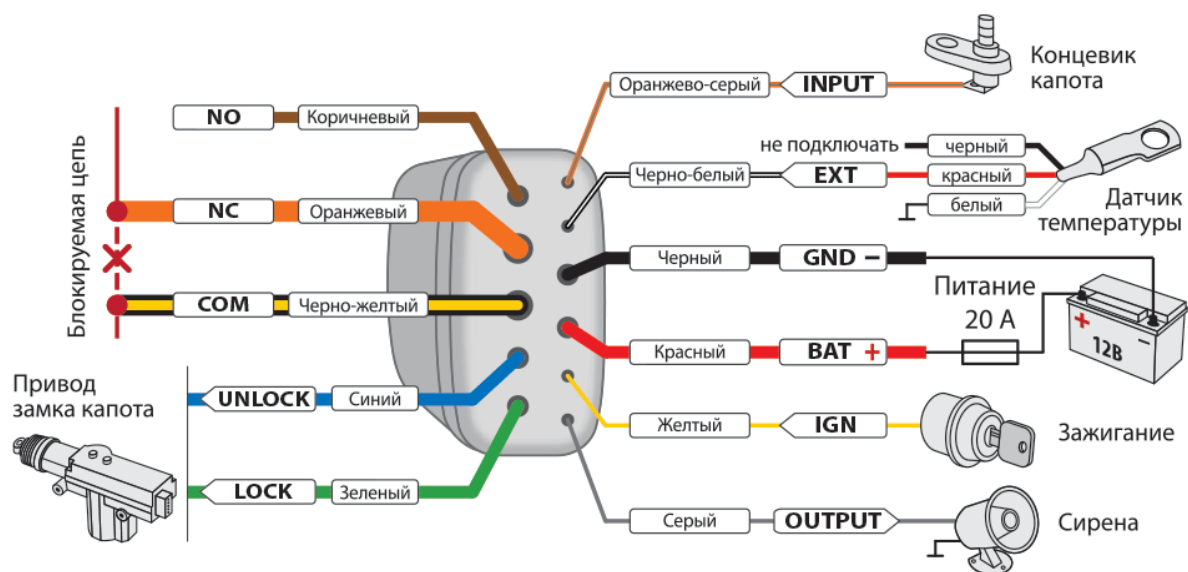 Блокируемая цепь
NO
Коричневый
NC
Оранжевый
COM
Черно-желтый
Привод
замка капота
UNLOCK
Синий
LOCK
Зеленый
Оранжево-серый
INPUT
Концевик
капота
Черно-белый
EXT
не подключать
черный
красный
белый
Датчик
температуры
Черный
GND −
Питание
20 А
Красный
BAT +
+ −
12В
Желтый
IGN
Зажигание
Серый
OUTPUT
Сирена